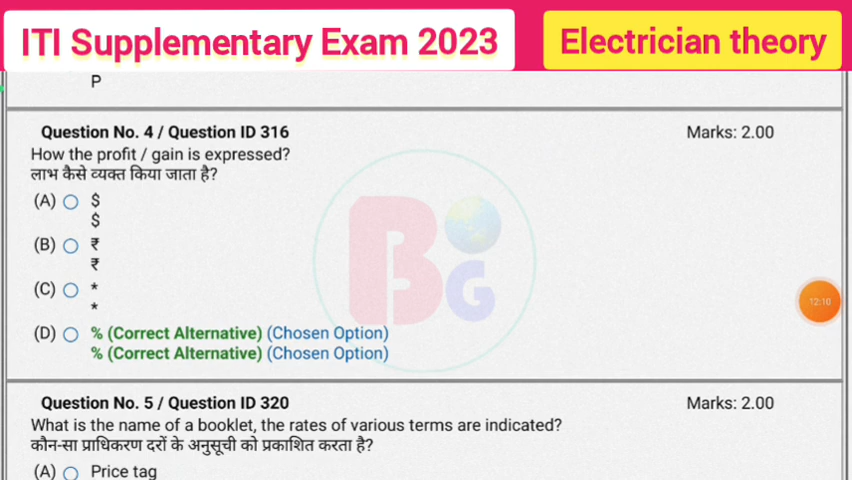 ITI Supplementary Exam 2023
Electrician theory
P
Question No. 4 / Question ID 316
Marks: 2.00
How the profit / gain is expressed?
लाभ कैसे व्यक्त किया जाता है?
(A) $
$
(B) ₹
₹
(C) *
*
(D) % (Correct Alternative) (Chosen Option)
% (Correct Alternative) (Chosen Option)
BG
12:10
Question No. 5 / Question ID 320
Marks: 2.00
What is the name of a booklet, the rates of various terms are indicated?
कौन-सा प्राधिकरण दरों के अनुसूची को प्रकाशित करता है?
(A) Price tag